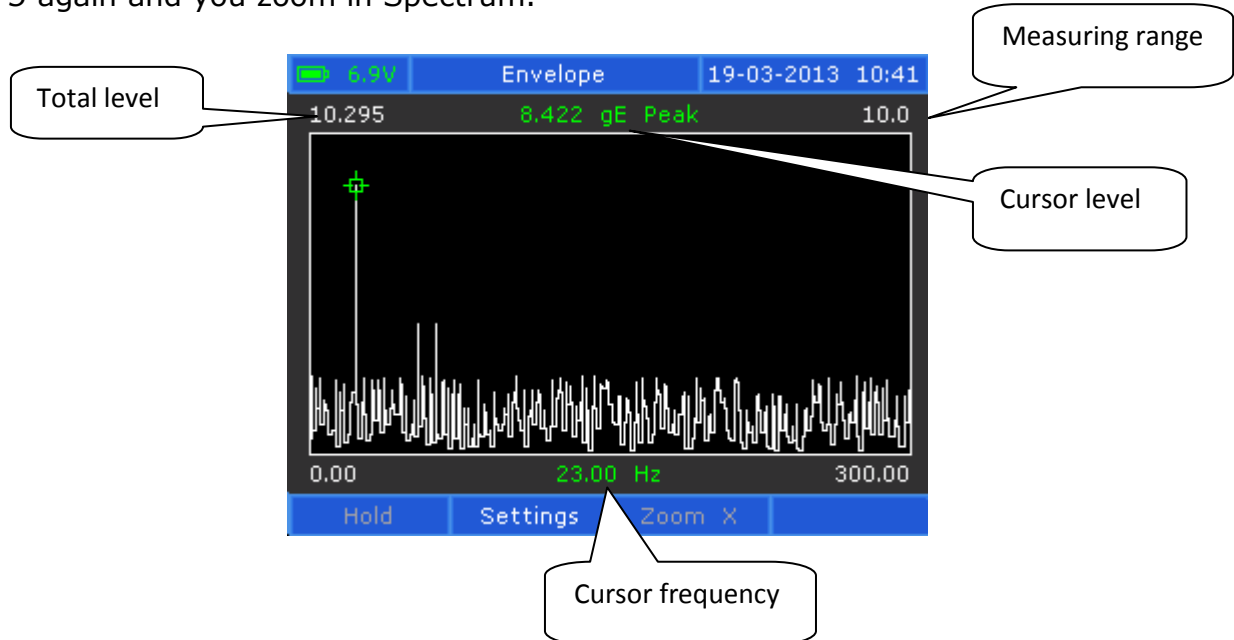 5 again and you zoom in Spectrum.
Measuring range
6.9V Envelope 19-03-2013 10:41
Total level
10.295 8.422 gE Peak 10.0
Cursor level
0.00 23.00 Hz 300.00
Hold Settings Zoom X
Cursor frequency